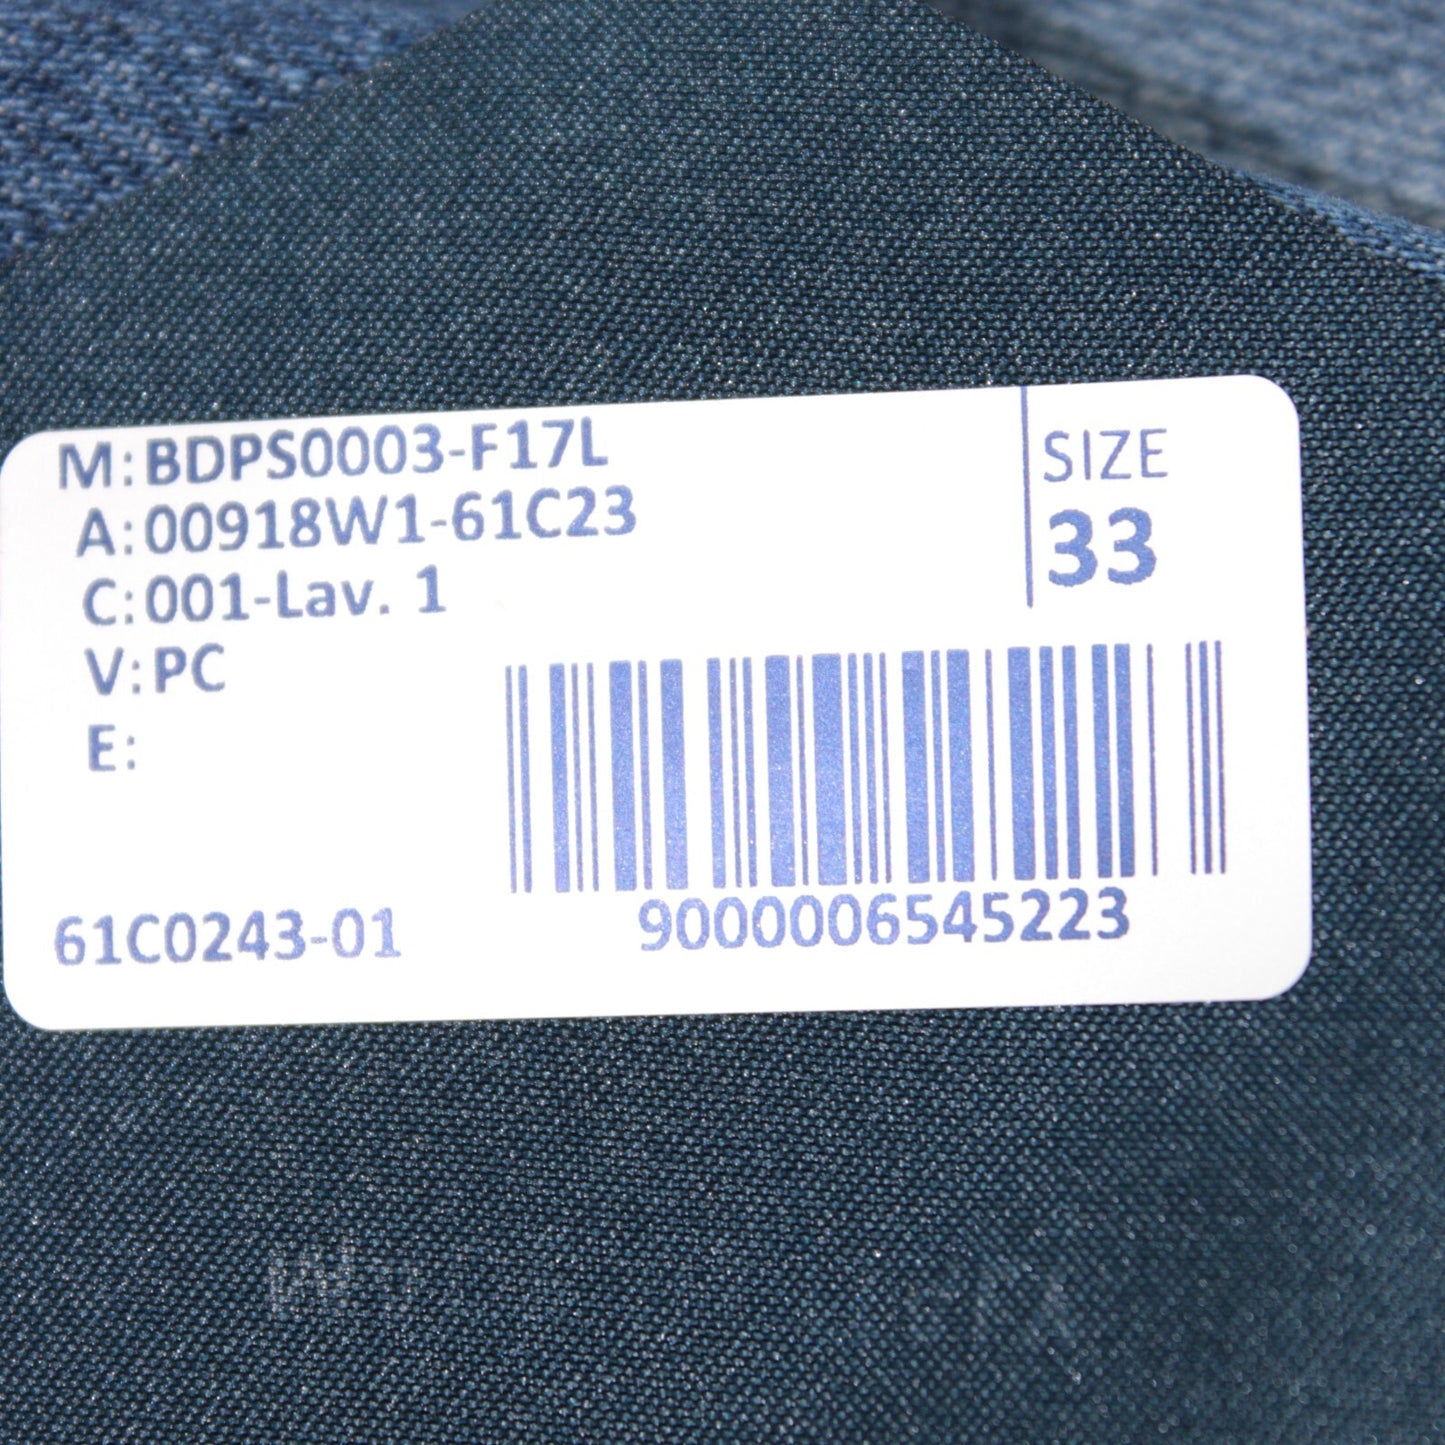 M: BDPS0003-F17L
A: 00918W1-61C23
C: 001-Lav. 1
V: PC
E:
SIZE
33
61C0243-01
9000006545223